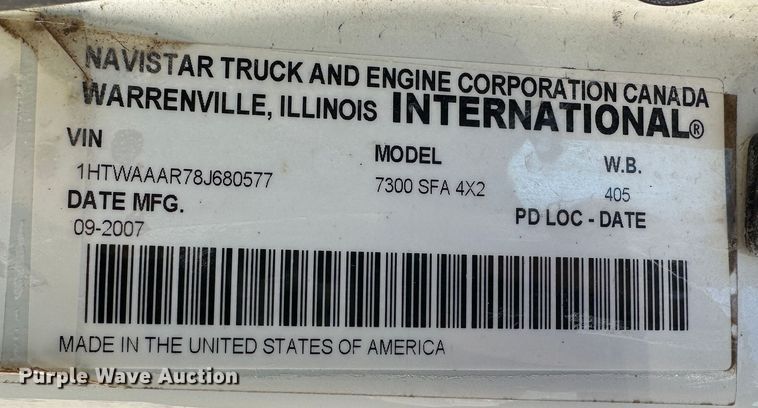 NAVISTAR TRUCK AND ENGINE CORPORATION CANADA
WARRENVILLE, ILLINOIS INTERNATIONAL®
VIN MODEL W.B.
1HTWAAAR78J680577 7300 SFA 4X2 405
DATE MFG. PD LOC - DATE
09-2007
MADE IN THE UNITED STATES OF AMERICA
Purple Wave Auction